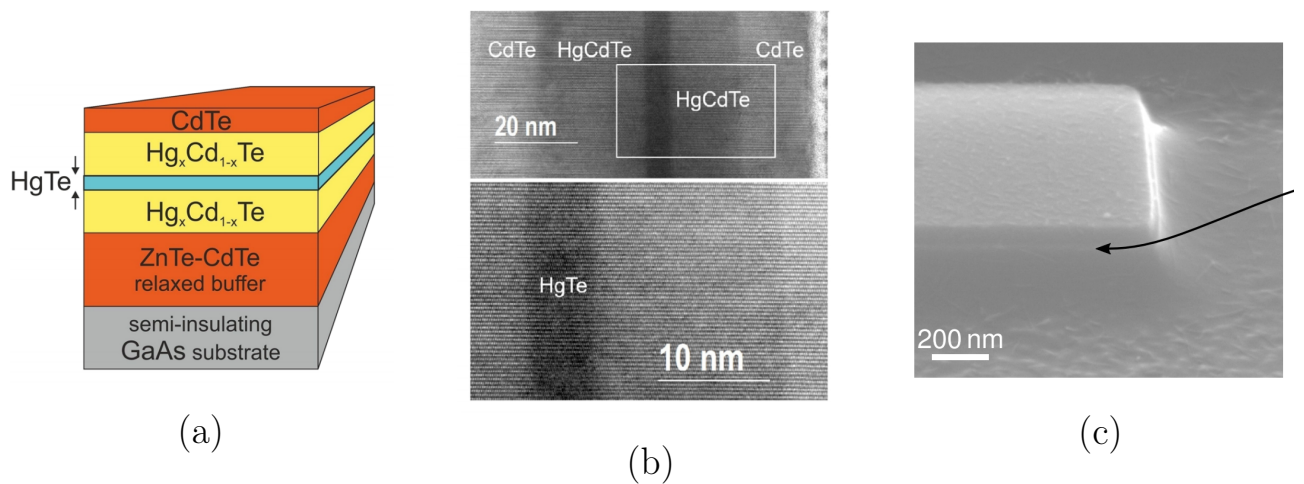 CdTe
HgₓCd₁₋ₓTe
HgTe
HgₓCd₁₋ₓTe
ZnTe-CdTe
relaxed buffer
semi-insulating
GaAs substrate
(a)
CdTe HgCdTe CdTe
HgCdTe
20 nm
HgTe
10 nm
(b)
200 nm
(c)